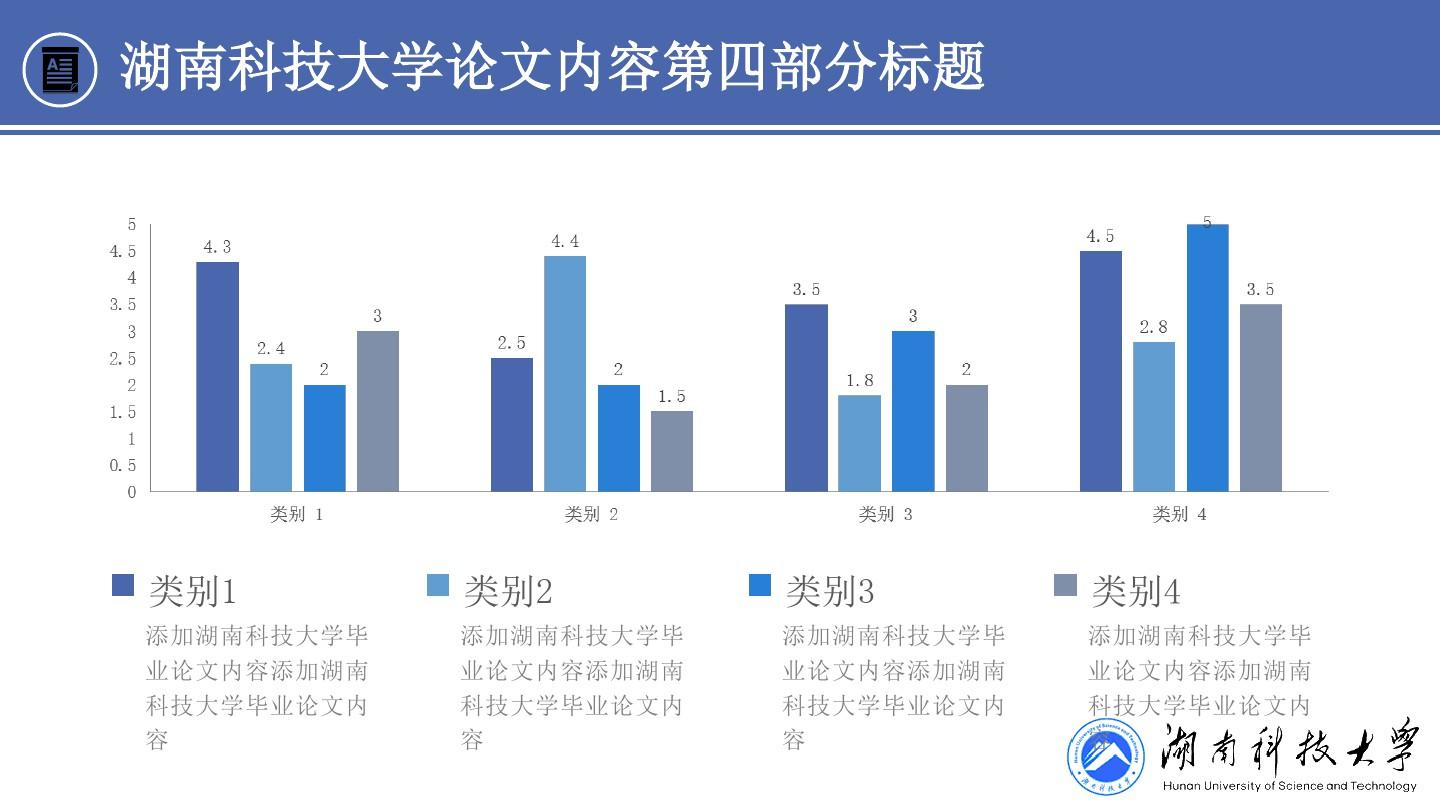 湖南科技大学论文内容第四部分标题
5
4.5
4
3.5
3
2.5
2
1.5
1
0.5
0
4.3
2.4
2
3
2.5
4.4
2
1.5
3.5
1.8
3
2
4.5
2.8
5
3.5
类别 1
类别 2
类别 3
类别 4
类别1
添加湖南科技大学毕
业论文内容添加湖南
科技大学毕业论文内
容
类别2
添加湖南科技大学毕
业论文内容添加湖南
科技大学毕业论文内
容
类别3
添加湖南科技大学毕
业论文内容添加湖南
科技大学毕业论文内
容
类别4
添加湖南科技大学毕
业论文内容添加湖南
科技大学毕业论文内
容
湖南科技大学
Hunan University of Science and Technology